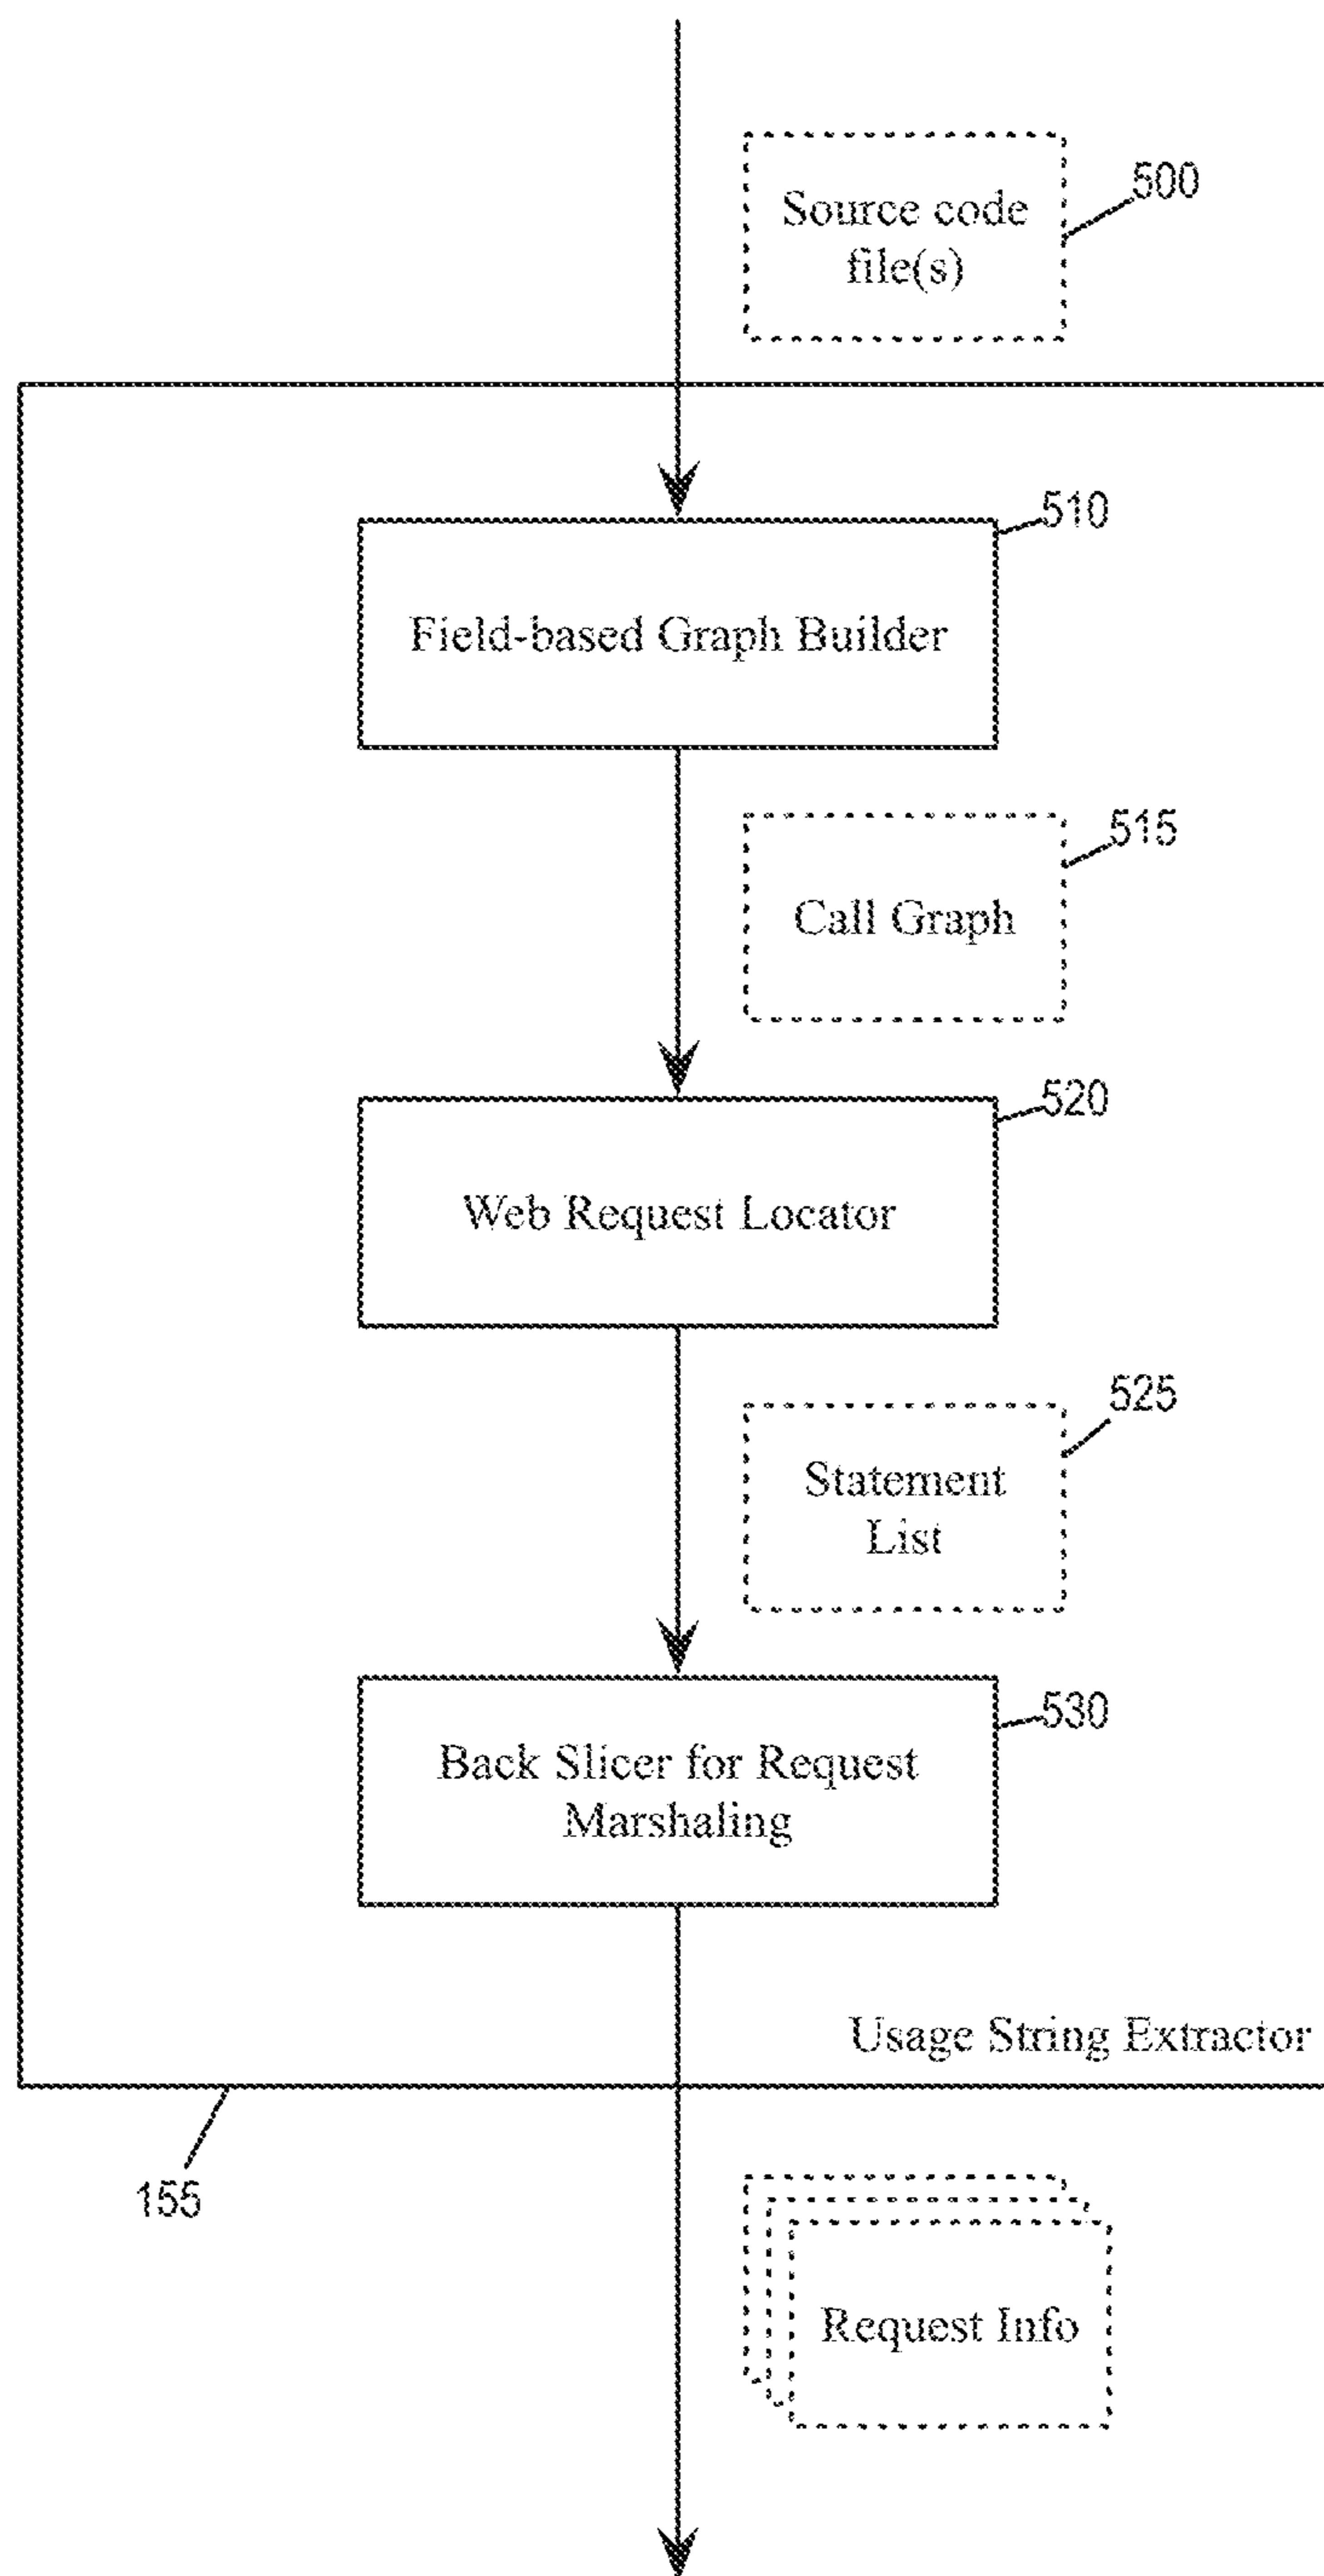 Source code
file(s)
500
510
Field-based Graph Builder
515
Call Graph
520
Web Request Locator
525
Statement
List
530
Back Slicer for Request
Marshaling
Usage String Extractor
155
Request Info